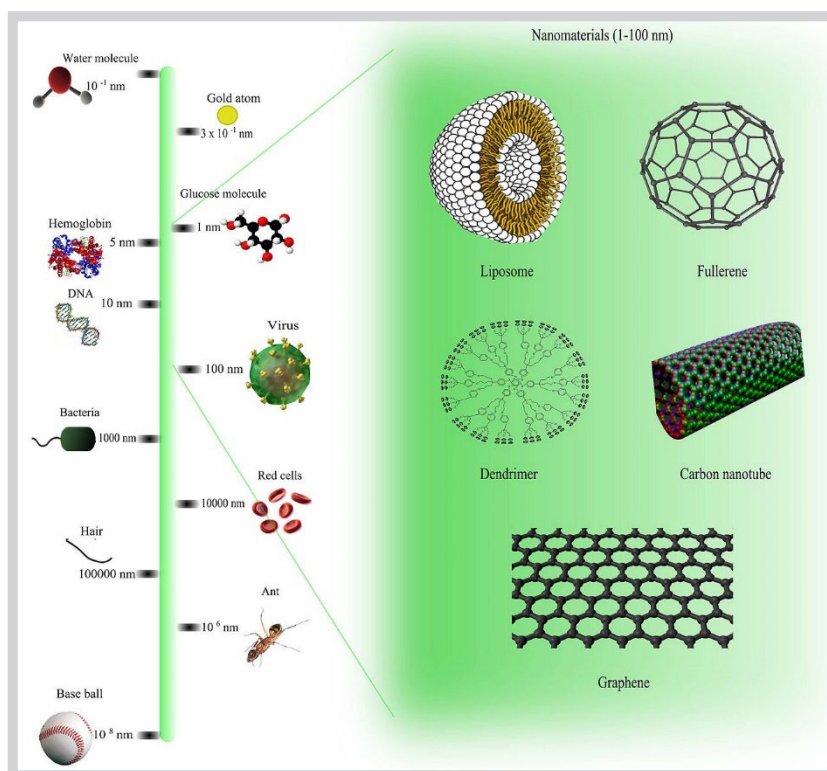 Nanomaterials (1-100 nm)
Water molecule
10 -1 nm
Gold atom
3 x 10 -1 nm
Glucose molecule
1 nm
Hemoglobin
5 nm
DNA
10 nm
Virus
100 nm
Bacteria
1000 nm
Red cells
10000 nm
Hair
100000 nm
Ant
10 6 nm
Base ball
10 8 nm
Liposome
Fullerene
Dendrimer
Carbon nanotube
Graphene